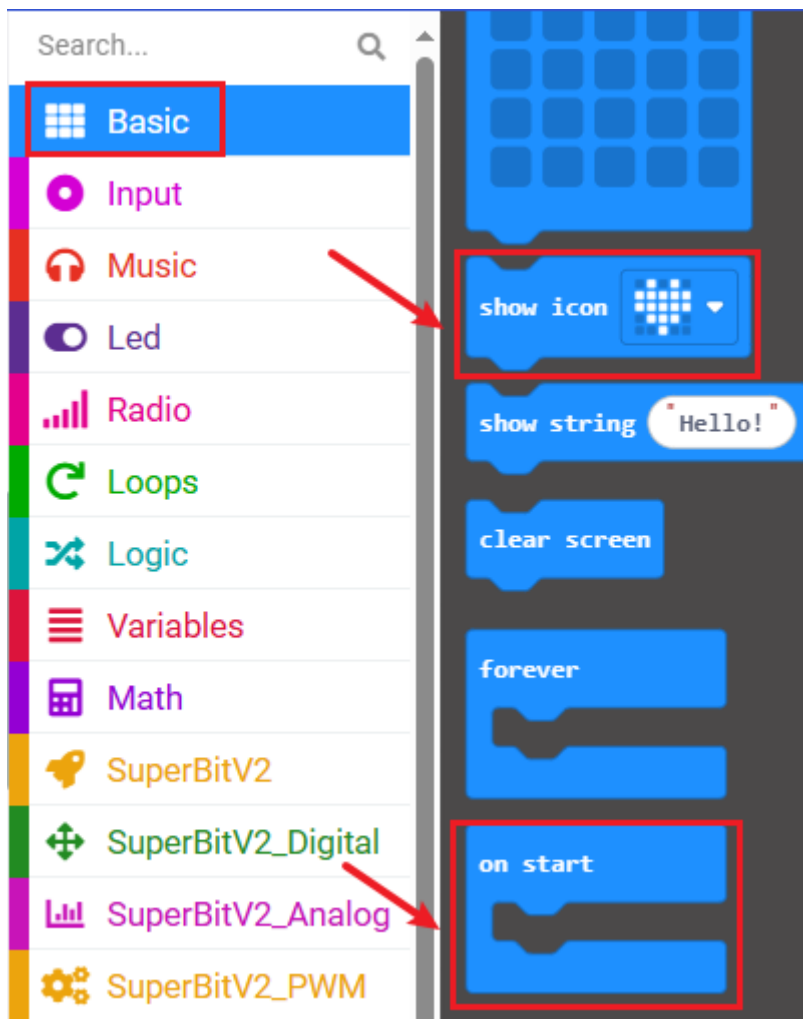 Search...
Basic
Input
Music
Led
Radio
Loops
Logic
Variables
Math
SuperBitV2
SuperBitV2_Digital
SuperBitV2_Analog
SuperBitV2_PWM
show icon
show string "Hello!"
clear screen
forever
on start